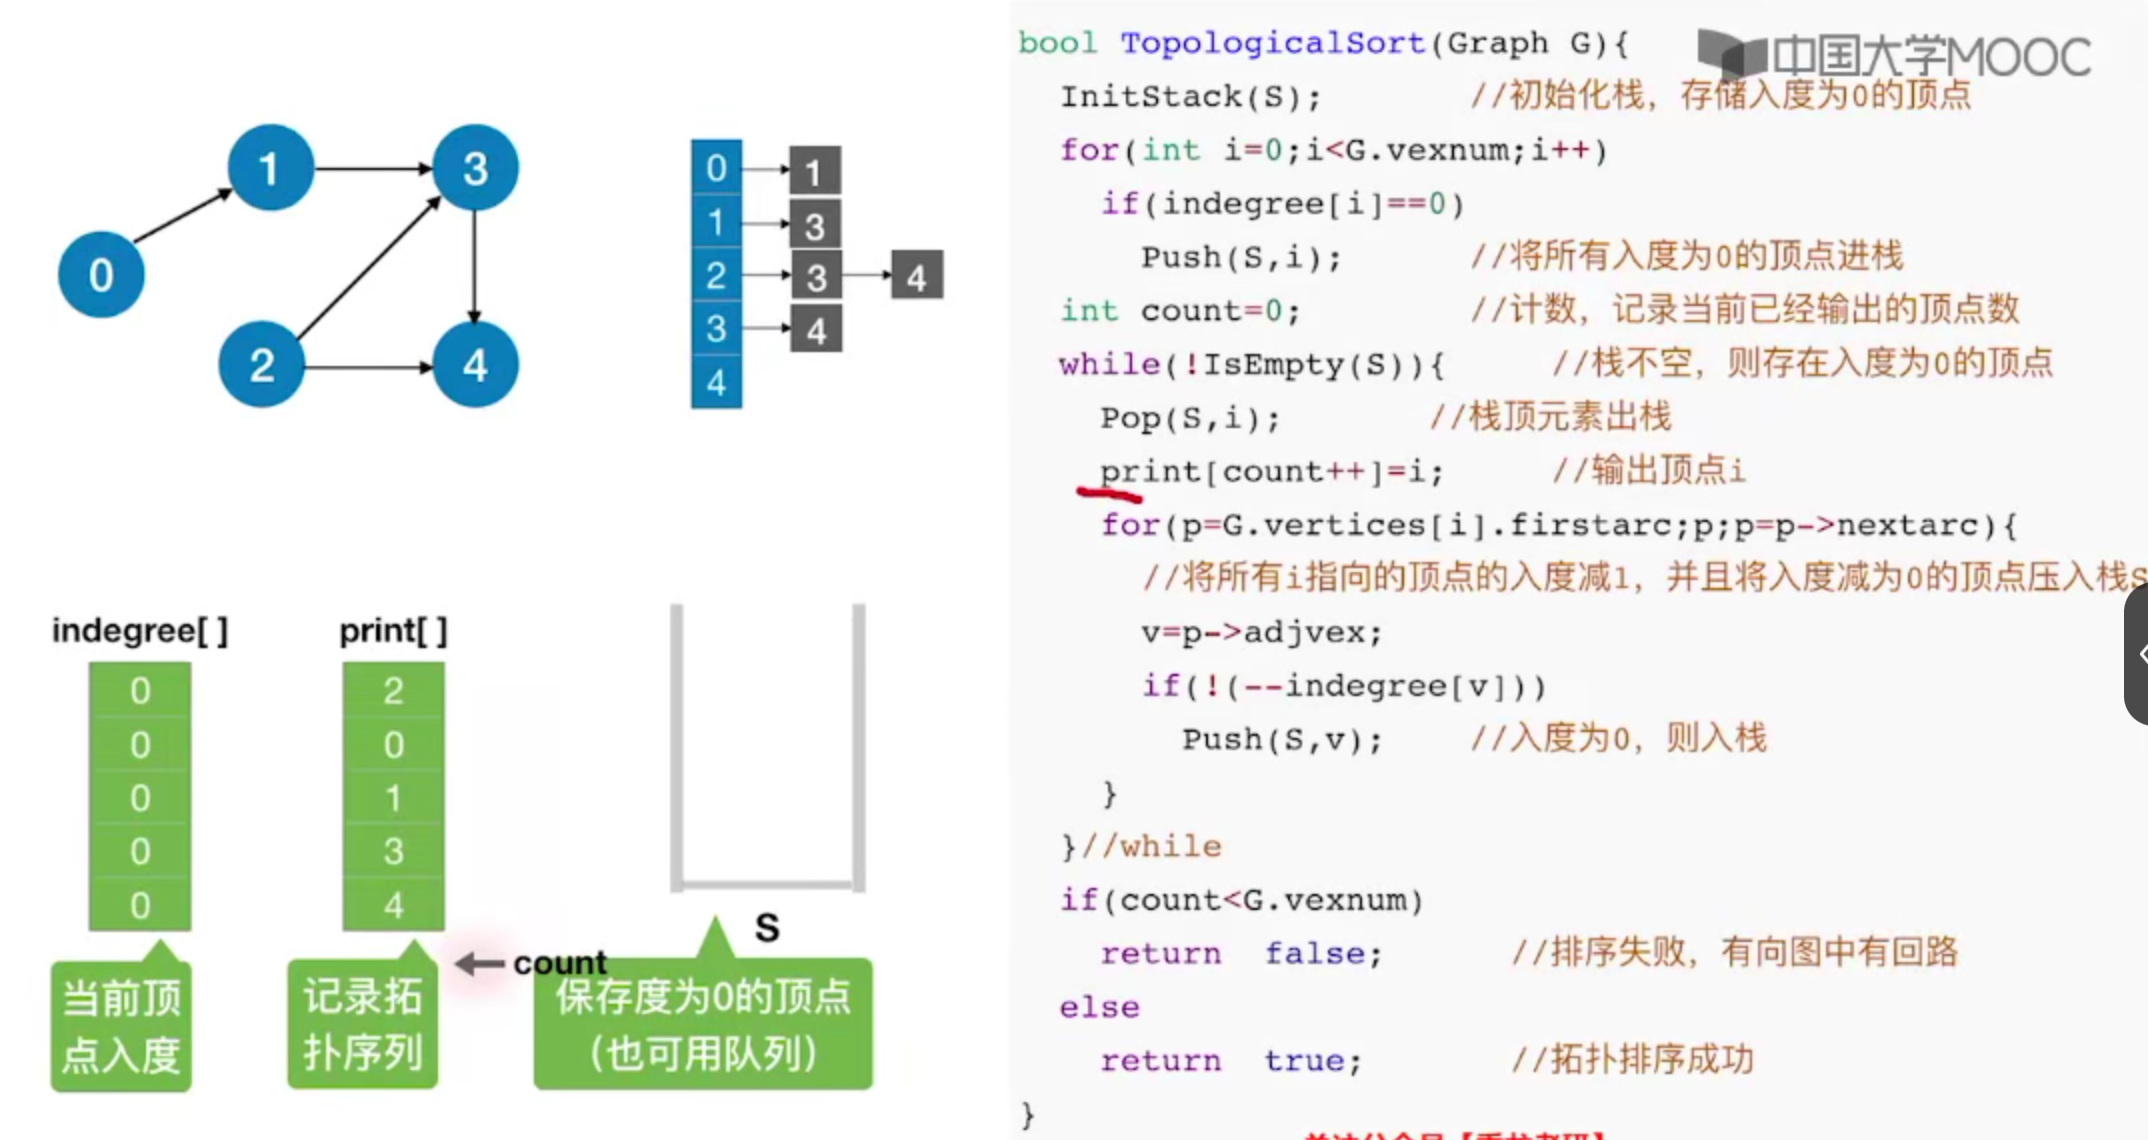 bool TopologicalSort(Graph G){
中国大学MOOC
InitStack(S); //初始化栈，存储入度为0的顶点
for(int i=0;i<G.vexnum;i++)
if(indegree[i]==0)
Push(S,i); //将所有入度为0的顶点进栈
int count=0; //计数，记录当前已经输出的顶点数
while(!IsEmpty(S)){ //栈不空，则存在入度为0的顶点
Pop(S,i); //栈顶元素出栈
print[count++]=i; //输出顶点i
for(p=G.vertices[i].firstarc;p;p=p->nextarc){
//将所有i指向的顶点的入度减1，并且将入度减为0的顶点压入栈S
v=p->adjvex;
if(!(--indegree[v]))
Push(S,v); //入度为0，则入栈
}
}//while
if(count<G.vexnum)
return false; //排序失败，有向图中有回路
else
return true; //拓扑排序成功
}
1
3
0
2
4
0 1
1 3
2 3 4
3 4
4
indegree[ ]
0
0
0
0
0
当前顶
点入度
print[ ]
2
0
1
3
4
记录拓
扑序列
count
S
保存度为0的顶点
（也可用队列）